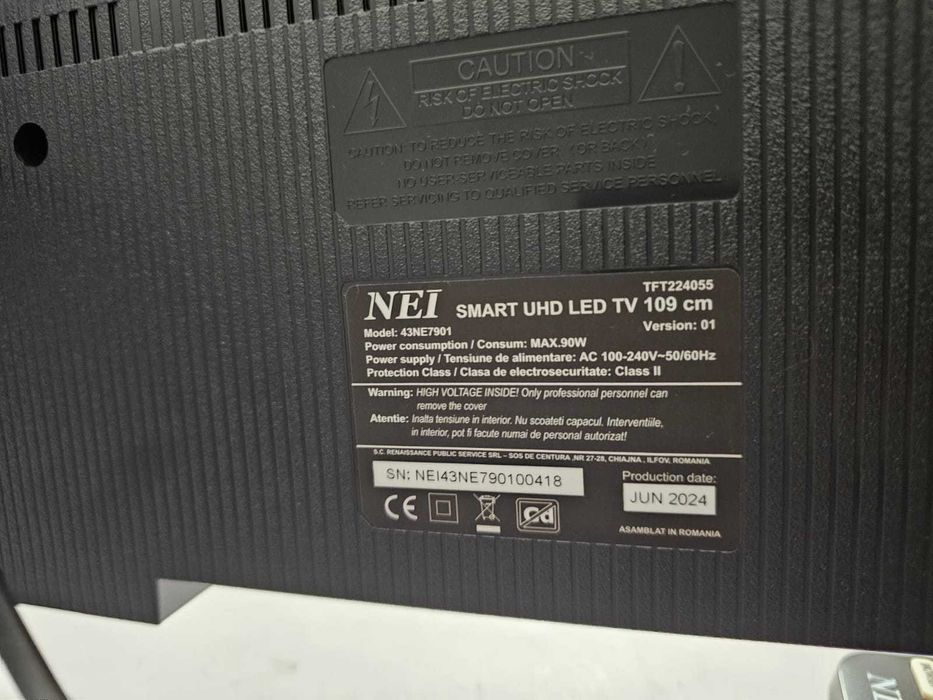 CAUTION
RISK OF ELECTRIC SHOCK
DO NOT OPEN
CAUTION: TO REDUCE THE RISK OF ELECTRIC SHOCK,
DO NOT REMOVE COVER (OR BACK)
NO USER-SERVICEABLE PARTS INSIDE
REFER SERVICING TO QUALIFIED SERVICE PERSONNEL
TFT224055
NEI SMART UHD LED TV 109 cm
Model: 43NE7901 Version: 01
Power consumption / Consum: MAX.90W
Power supply / Tensiune de alimentare: AC 100-240V~50/60Hz
Protection Class / Clasa de electrosecuritate: Class II
Warning: HIGH VOLTAGE INSIDE! Only professional personnel can
remove the cover
Atentie: Inalta tensiune in interior. Nu scoateti capacul. Interventiile,
in interior, pot fi facute numai de personal autorizat!
S.C. RENAISSANCE PUBLIC SERVICE SRL – SOS DE CENTURA ,NR 27-28, CHIAJNA , ILFOV, ROMANIA
SN: NEI43NE790100418
Production date:
JUN 2024
CE
Cd
ASAMBLAT IN ROMANIA